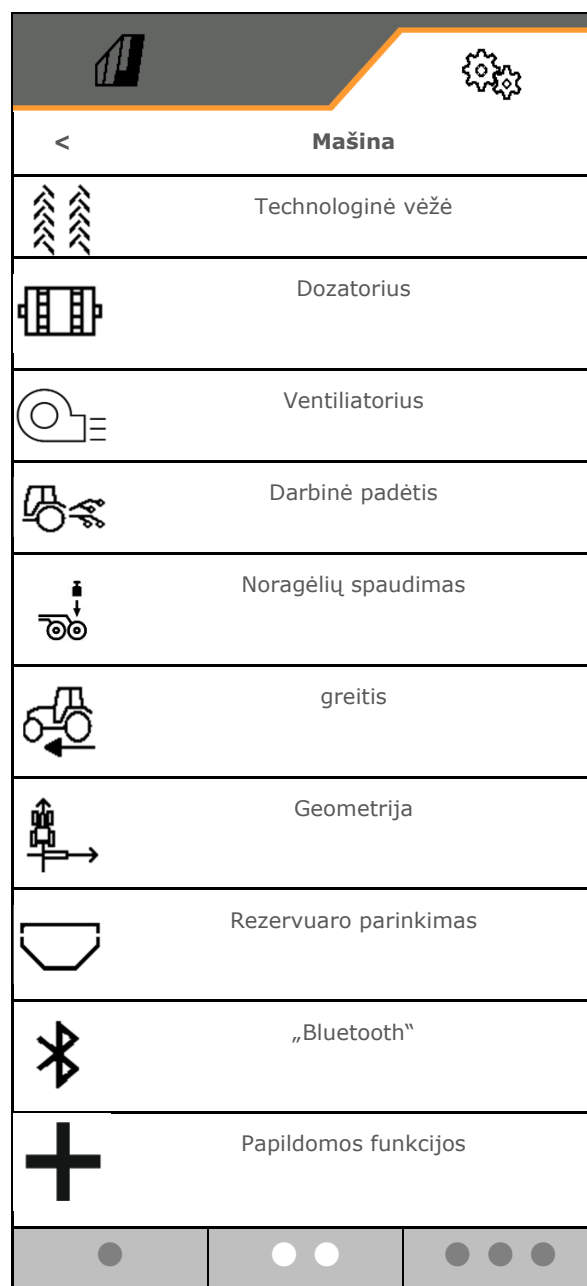 < Mašina
Technologinė vėžė
Dozatorius
Ventiliatorius
Darbinė padėtis
Noragėlių spaudimas
greitis
Geometrija
Rezervuaro parinkimas
„Bluetooth“
Papildomos funkcijos